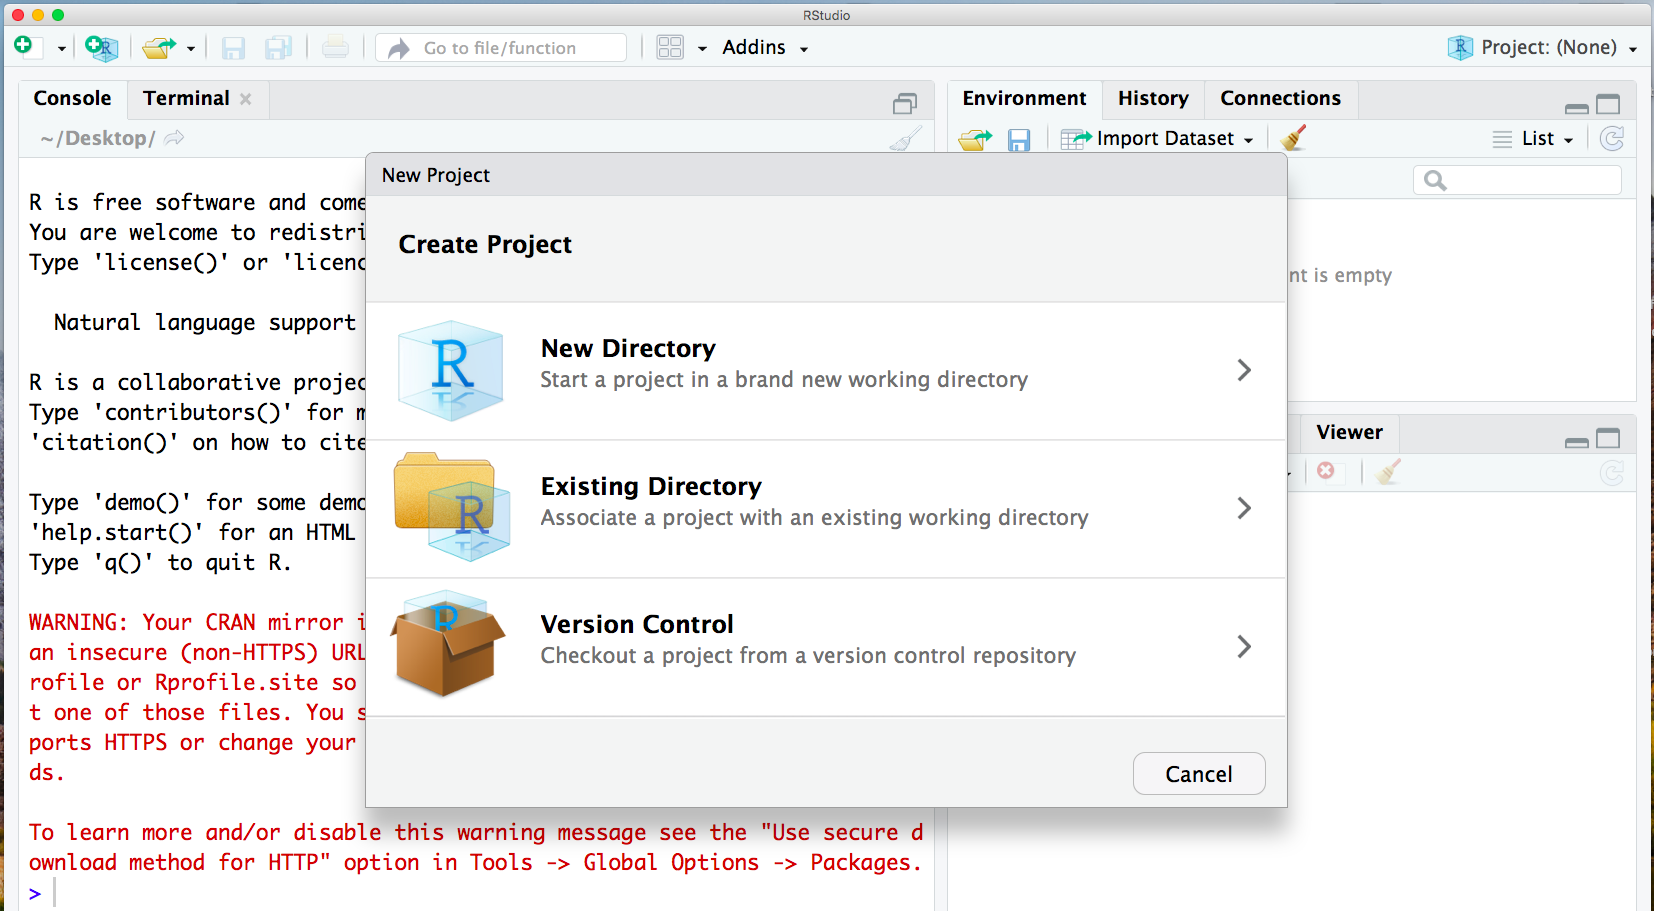 RStudio
Go to file/function
Addins
Project: (None)
Console
Terminal
~/Desktop/
R is free software and come
You are welcome to redistri
Type 'license()' or 'licenc
Natural language support
R is a collaborative projec
Type 'contributors()' for m
'citation()' on how to cite
Type 'demo()' for some demo
'help.start()' for an HTML
Type 'q()' to quit R.
WARNING: Your CRAN mirror i
an insecure (non-HTTPS) URL
rofile or Rprofile.site so
t one of those files. You s
ports HTTPS or change your
ds.
To learn more and/or disable this warning message see the "Use secure d
ownload method for HTTP" option in Tools -> Global Options -> Packages.
>
New Project
Create Project
R
New Directory
Start a project in a brand new working directory
R
Existing Directory
Associate a project with an existing working directory
R
Version Control
Checkout a project from a version control repository
Cancel
Environment
History
Connections
Import Dataset
List
nt is empty
Viewer